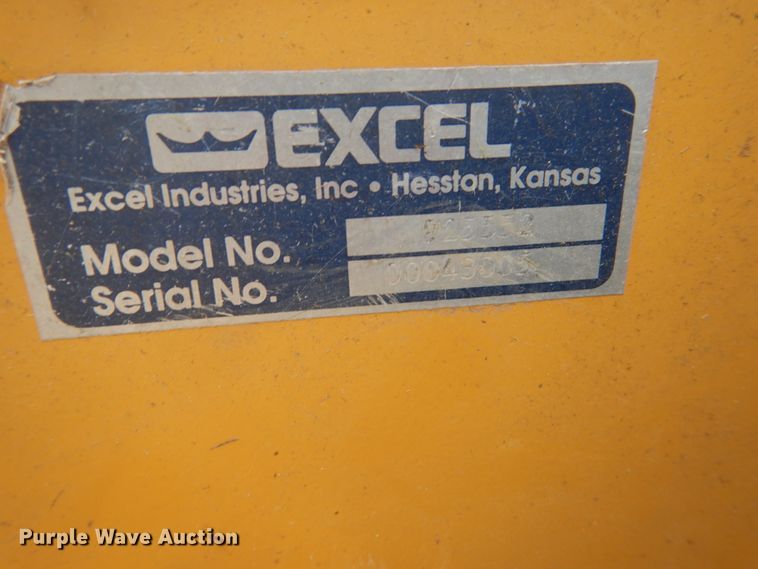 EXCEL
Excel Industries, Inc • Hesston, Kansas
Model No.
Serial No.
Purple Wave Auction